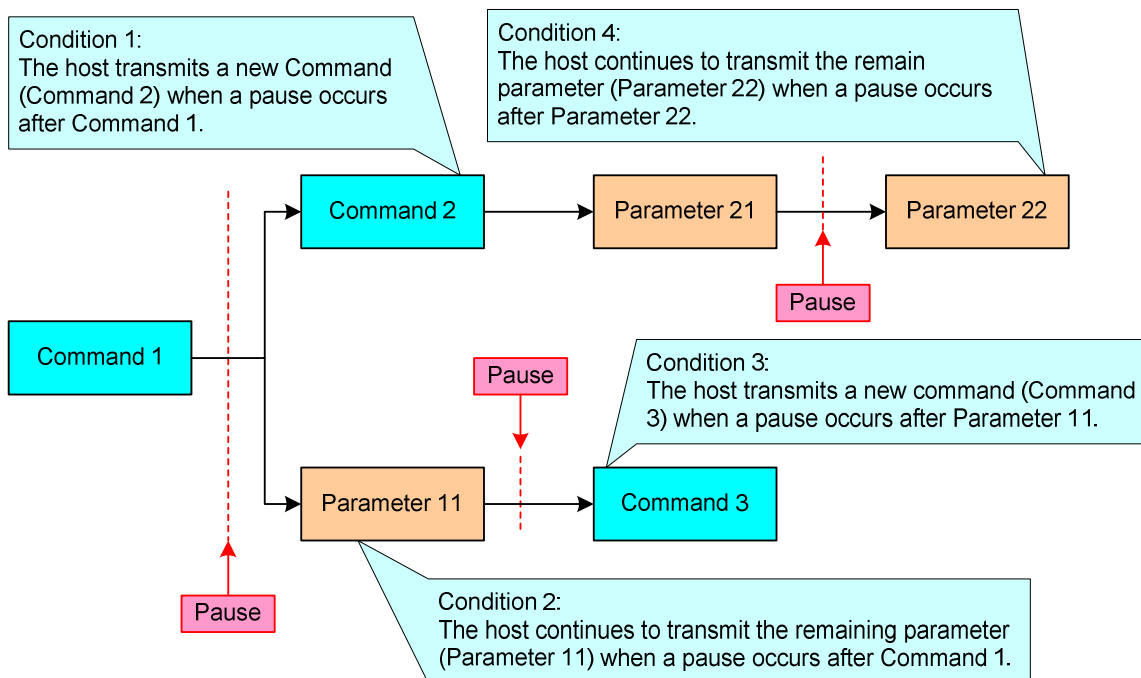 Condition 1:
The host transmits a new Command
(Command 2) when a pause occurs
after Command 1.
Condition 4:
The host continues to transmit the remain
parameter (Parameter 22) when a pause occurs
after Parameter 22.
Command 2
Parameter 21
Parameter 22
Pause
Command 1
Pause
Condition 3:
The host transmits a new command (Command
3) when a pause occurs after Parameter 11.
Parameter 11
Command 3
Pause
Condition 2:
The host continues to transmit the remaining parameter
(Parameter 11) when a pause occurs after Command 1.